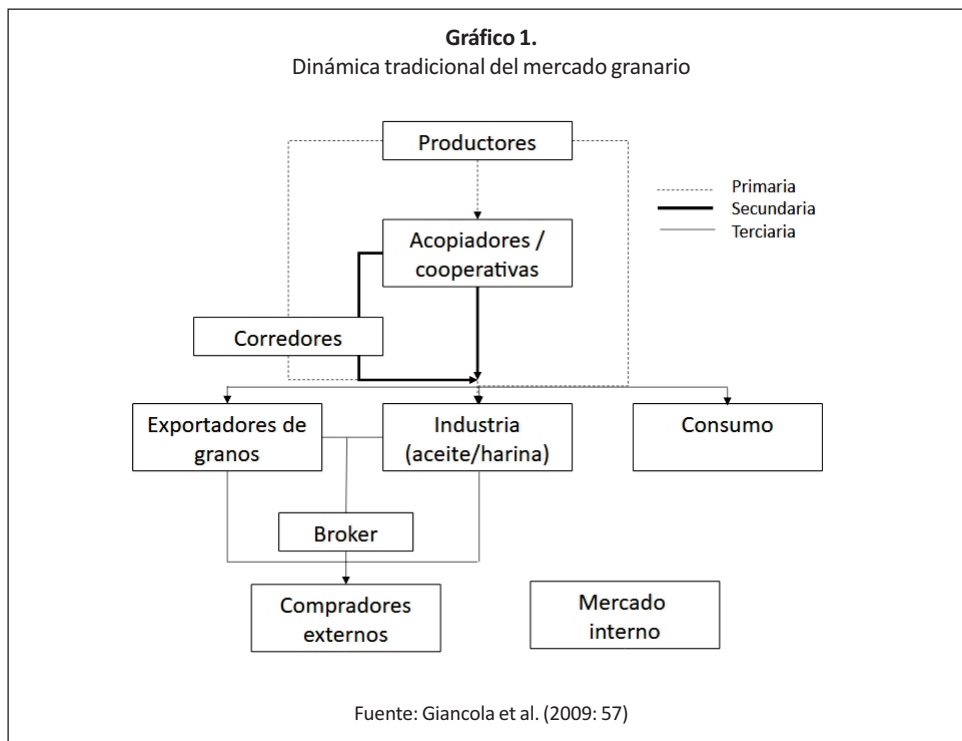 Gráfico 1.
Dinámica tradicional del mercado granario
Productores
Primaria
Secundaria
Terciaria
Acopiadores /
cooperativas
Corredores
Exportadores de
granos
Industria
(aceite/harina)
Consumo
Broker
Compradores
externos
Mercado
interno
Fuente: Giancola et al. (2009: 57)